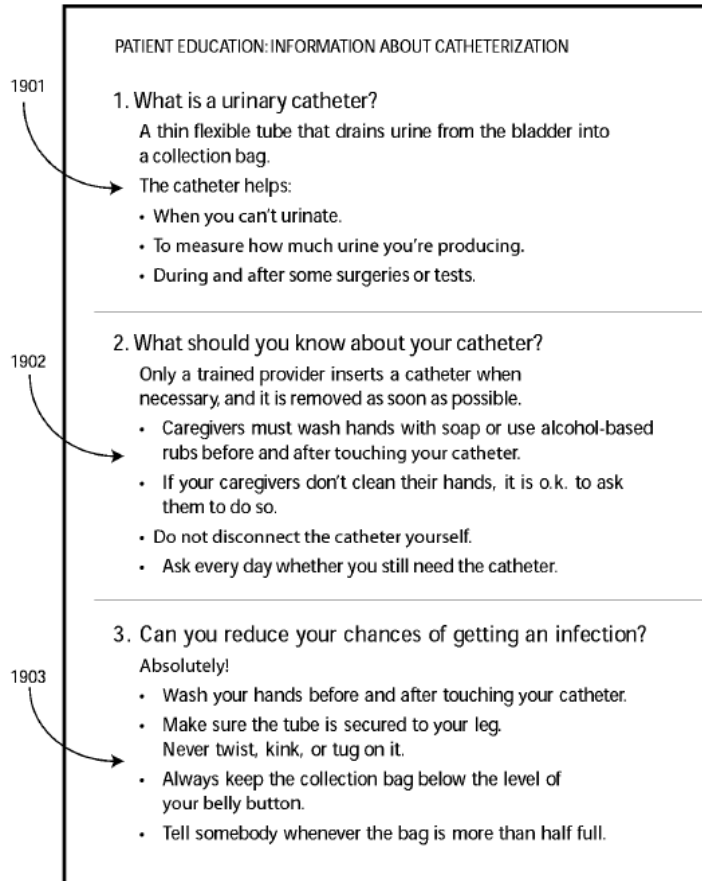 PATIENT EDUCATION: INFORMATION ABOUT CATHETERIZATION
1901
1. What is a urinary catheter?
A thin flexible tube that drains urine from the bladder into
a collection bag.
The catheter helps:
• When you can't urinate.
• To measure how much urine you're producing.
• During and after some surgeries or tests.
1902
2. What should you know about your catheter?
Only a trained provider inserts a catheter when
necessary, and it is removed as soon as possible.
• Caregivers must wash hands with soap or use alcohol-based
rubs before and after touching your catheter.
• If your caregivers don't clean their hands, it is o.k. to ask
them to do so.
• Do not disconnect the catheter yourself.
• Ask every day whether you still need the catheter.
3. Can you reduce your chances of getting an infection?
Absolutely!
1903
• Wash your hands before and after touching your catheter.
• Make sure the tube is secured to your leg.
Never twist, kink, or tug on it.
• Always keep the collection bag below the level of
your belly button.
• Tell somebody whenever the bag is more than half full.